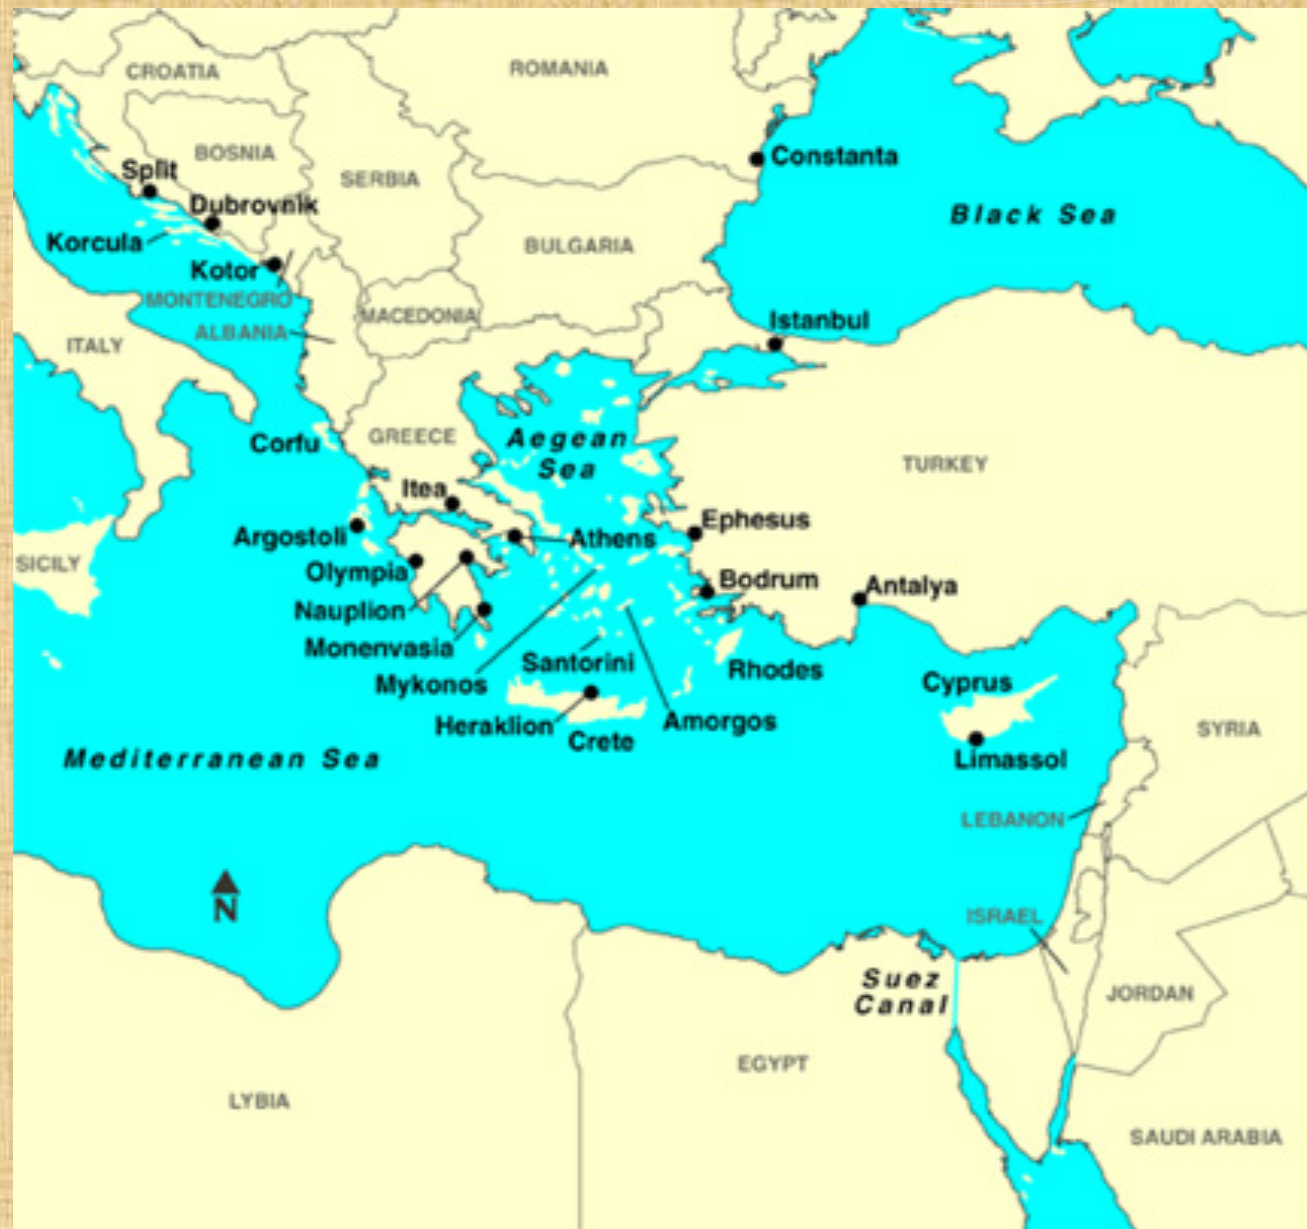 CROATIA
ROMANIA
BOSNIA
Constanta
Split
SERBIA
Dubrovnik
Black Sea
Korcula
BULGARIA
Kotor
MONTENEGRO
MACEDONIA
Istanbul
ALBANIA
ITALY
Corfu
GREECE
Aegean
Sea
TURKEY
Itea
Ephesus
Argostoli
Athens
SICILY
Olympia
Bodrum
Antalya
Nauplion
Monenvasia
Santorini
Rhodes
Mykonos
Cyprus
Heraklion
Amorgos
Crete
SYRIA
Mediterranean Sea
Limassol
LEBANON
N
ISRAEL
Suez
Canal
JORDAN
EGYPT
LYBIA
SAUDI ARABIA